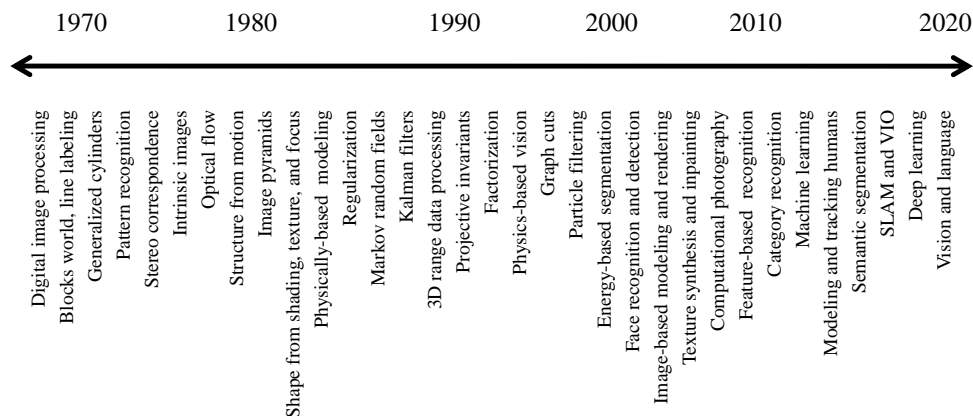 1970 1980 1990 2000 2010 2020
Digital image processing
Blocks world, line labeling
Generalized cylinders
Pattern recognition
Stereo correspondence
Intrinsic images
Optical flow
Structure from motion
Image pyramids
Shape from shading, texture, and focus
Physically-based modeling
Regularization
Markov random fields
Kalman filters
3D range data processing
Projective invariants
Factorization
Physics-based vision
Graph cuts
Particle filtering
Energy-based segmentation
Face recognition and detection
Image-based modeling and rendering
Texture synthesis and inpainting
Computational photography
Feature-based recognition
Category recognition
Machine learning
Modeling and tracking humans
Semantic segmentation
SLAM and VIO
Deep learning
Vision and language